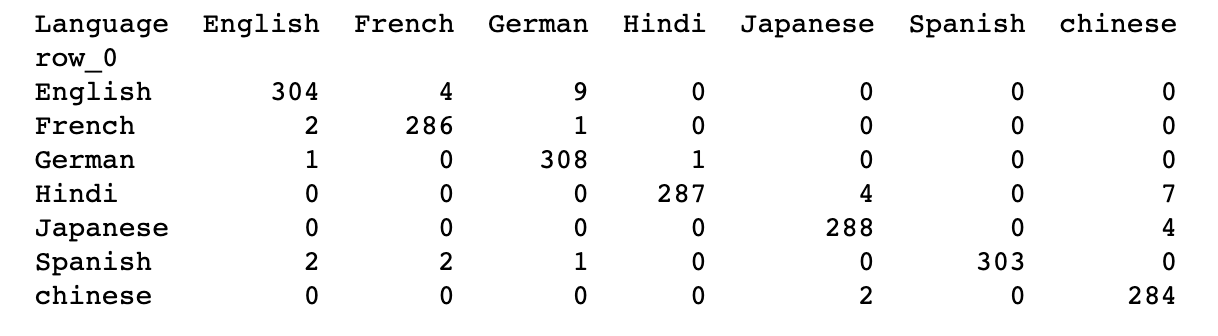 Language English French German Hindi Japanese Spanish chinese
row_0
English 304 4 9 0 0 0 0
French 2 286 1 0 0 0 0
German 1 0 308 1 0 0 0
Hindi 0 0 0 287 4 0 7
Japanese 0 0 0 0 288 0 4
Spanish 2 2 1 0 0 303 0
chinese 0 0 0 0 2 0 284